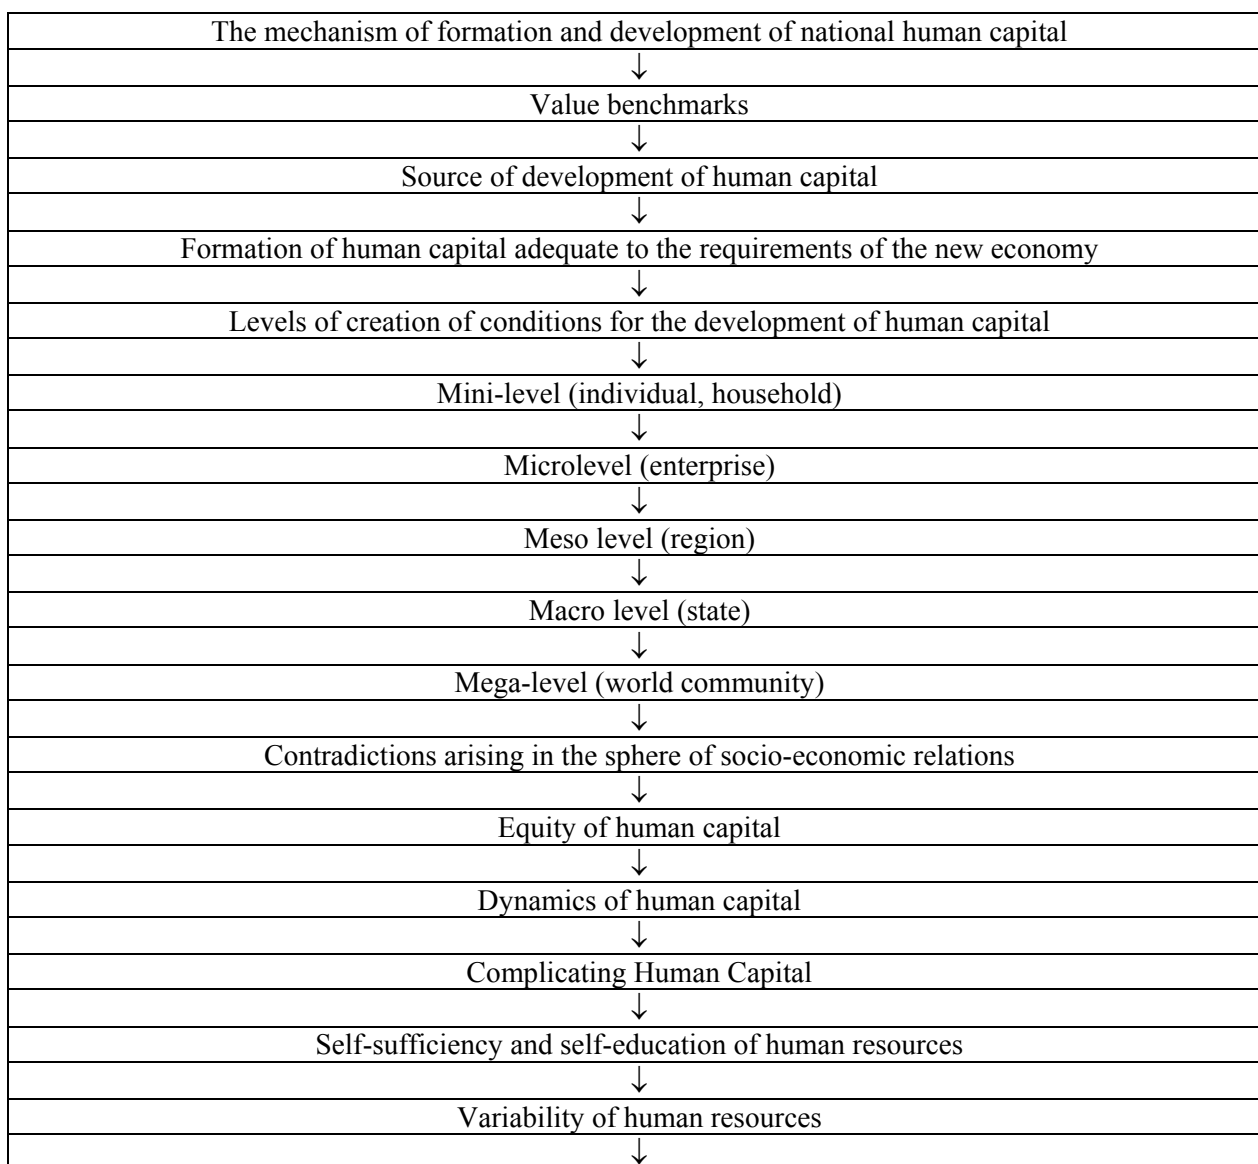 The mechanism of formation and development of national human capital
↓
Value benchmarks
↓
Source of development of human capital
↓
Formation of human capital adequate to the requirements of the new economy
↓
Levels of creation of conditions for the development of human capital
↓
Mini-level (individual, household)
↓
Microlevel (enterprise)
↓
Meso level (region)
↓
Macro level (state)
↓
Mega-level (world community)
↓
Contradictions arising in the sphere of socio-economic relations
↓
Equity of human capital
↓
Dynamics of human capital
↓
Complicating Human Capital
↓
Self-sufficiency and self-education of human resources
↓
Variability of human resources
↓